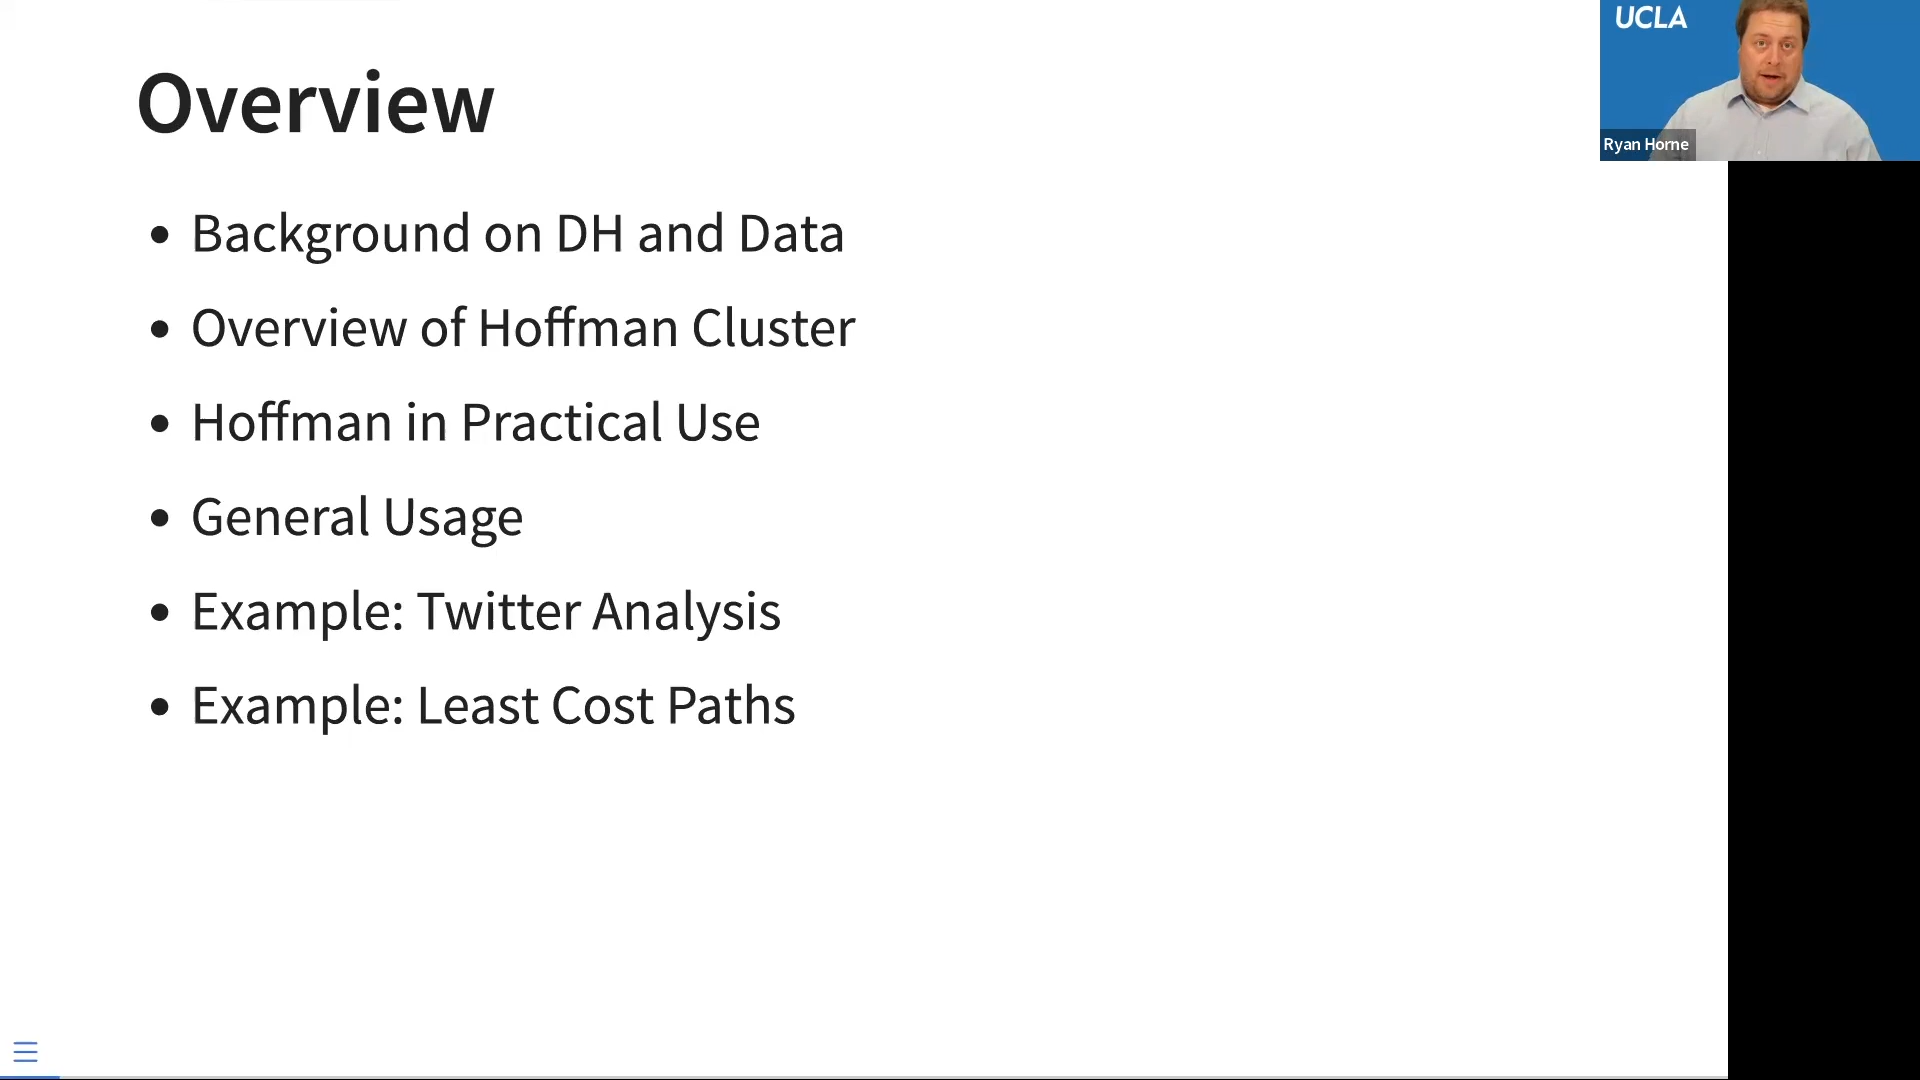 Overview
Background on DH and Data
Overview of Hoffman Cluster
Hoffman in Practical Use
General Usage
Example: Twitter Analysis
Example: Least Cost Paths
UCLA
Ryan Horne